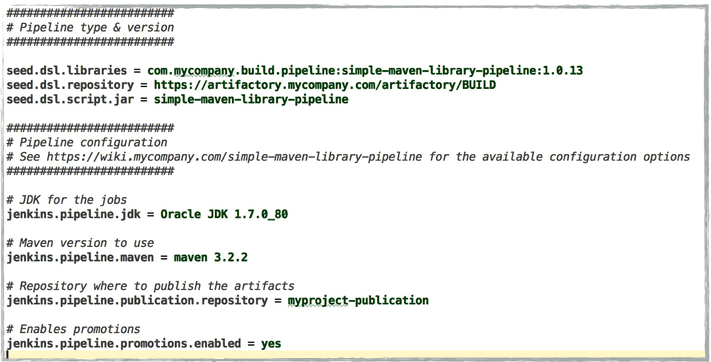 #########################
# Pipeline type & version
#########################
seed.dsl.libraries = com.mycompany.build.pipeline:simple-maven-library-pipeline:1.0.13
seed.dsl.repository = https://artifactory.mycompany.com/artifactory/BUILD
seed.dsl.script.jar = simple-maven-library-pipeline
#########################
# Pipeline configuration
# See https://wiki.mycompany.com/simple-maven-library-pipeline for the available configuration options
#########################
# JDK for the jobs
jenkins.pipeline.jdk = Oracle JDK 1.7.0_80
# Maven version to use
jenkins.pipeline.maven = maven 3.2.2
# Repository where to publish the artifacts
jenkins.pipeline.publication.repository = myproject-publication
# Enables promotions
jenkins.pipeline.promotions.enabled = yes